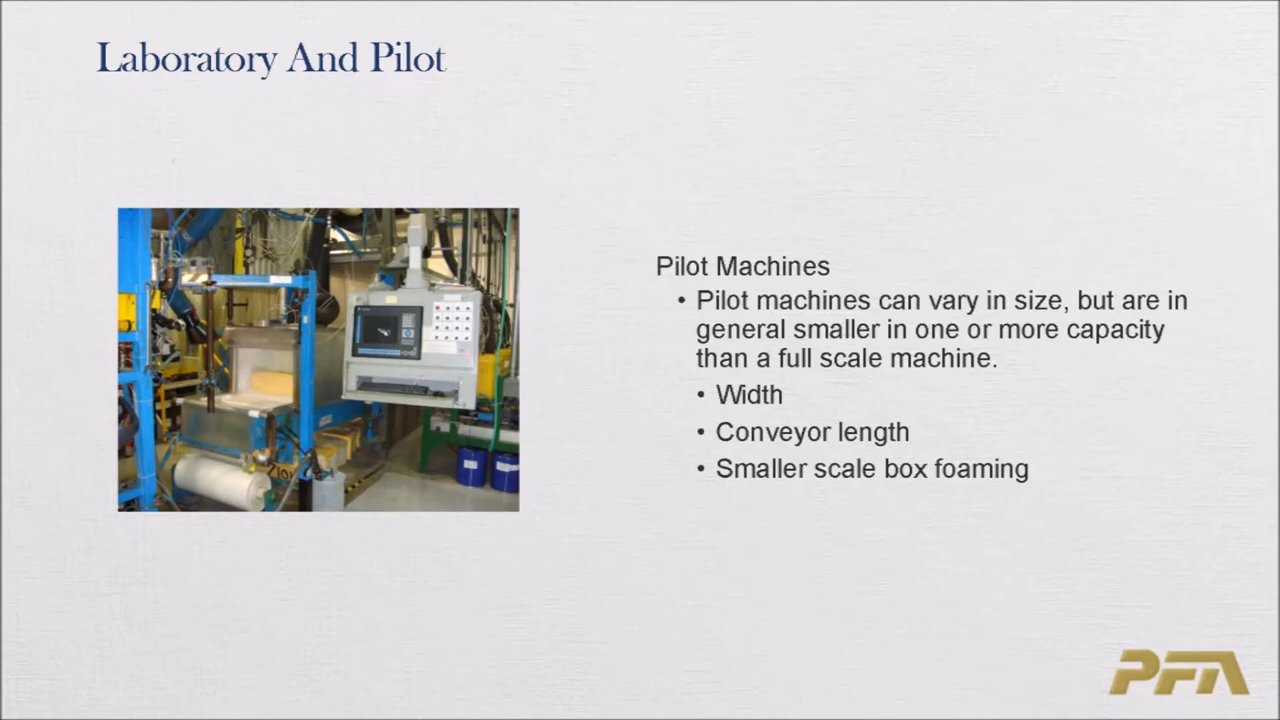 Laboratory And Pilot
Pilot Machines
• Pilot machines can vary in size, but are in
general smaller in one or more capacity
than a full scale machine.
• Width
• Conveyor length
• Smaller scale box foaming
PFA